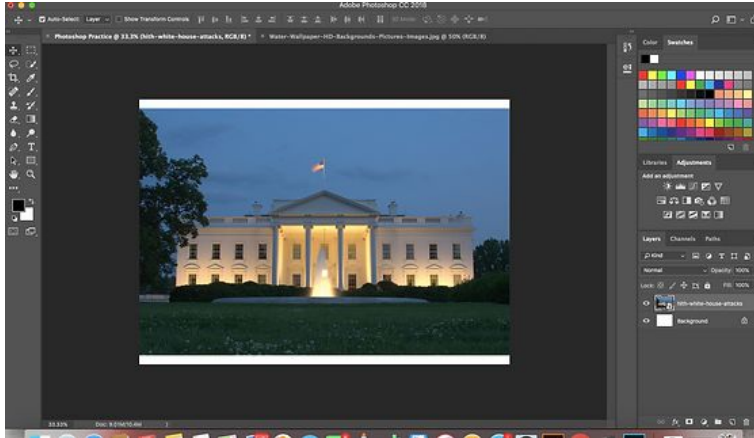 Adobe Photoshop CC 2018
Auto-Select: Layer Show Transform Controls
Photoshop Practice @ 33.3% (hith-white-house-attacks, RGB/8) *
Water-Wallpaper-HD-Backgrounds-Pictures-Images.jpg @ 50% (RGB/8)
Color Swatches
Libraries Adjustments
Add an adjustment
Layers Channels Paths
Kind
Normal Opacity: 100%
Lock: Fill: 100%
hith-white-house-attacks
Background
33.33% Doc: 9.01M/10.4M